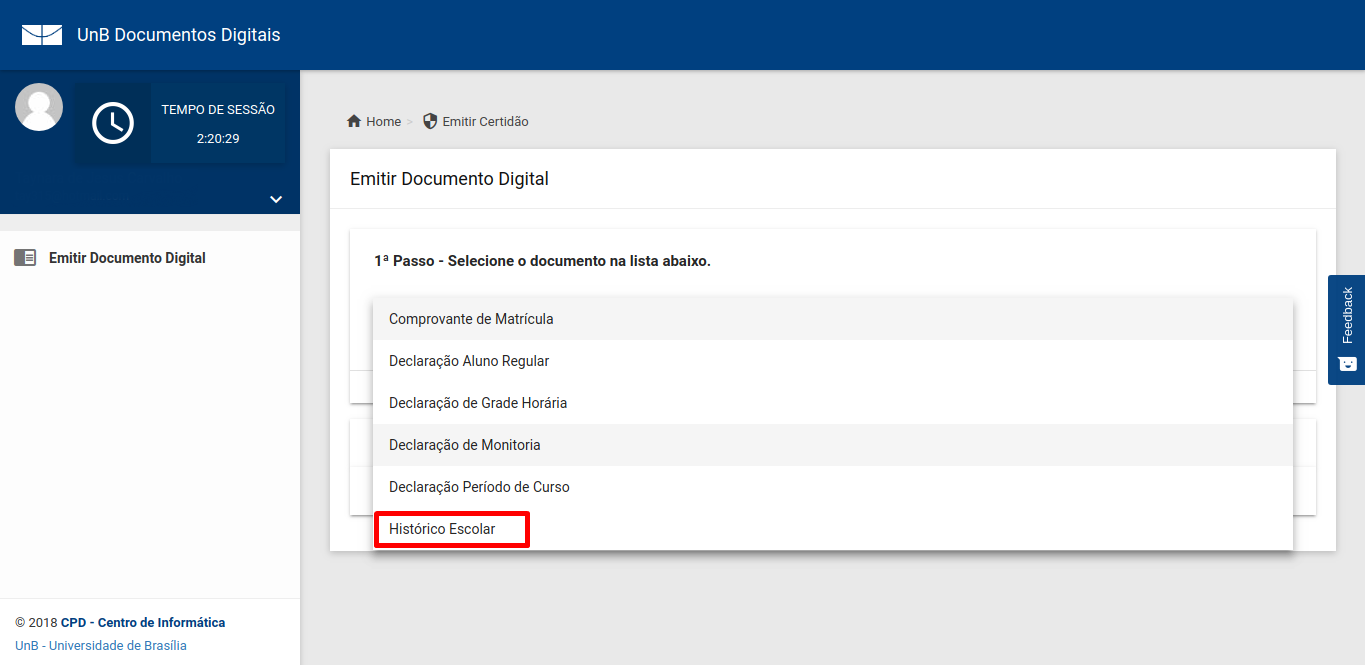 UnB Documentos Digitais
TEMPO DE SESSÃO
2:20:29
Emitir Documento Digital
© 2018 CPD - Centro de Informática
UnB - Universidade de Brasília
Home > Emitir Certidão
Emitir Documento Digital
1ª Passo - Selecione o documento na lista abaixo.
Comprovante de Matrícula
Declaração Aluno Regular
Declaração de Grade Horária
Declaração de Monitoria
Declaração Período de Curso
Histórico Escolar
Feedback